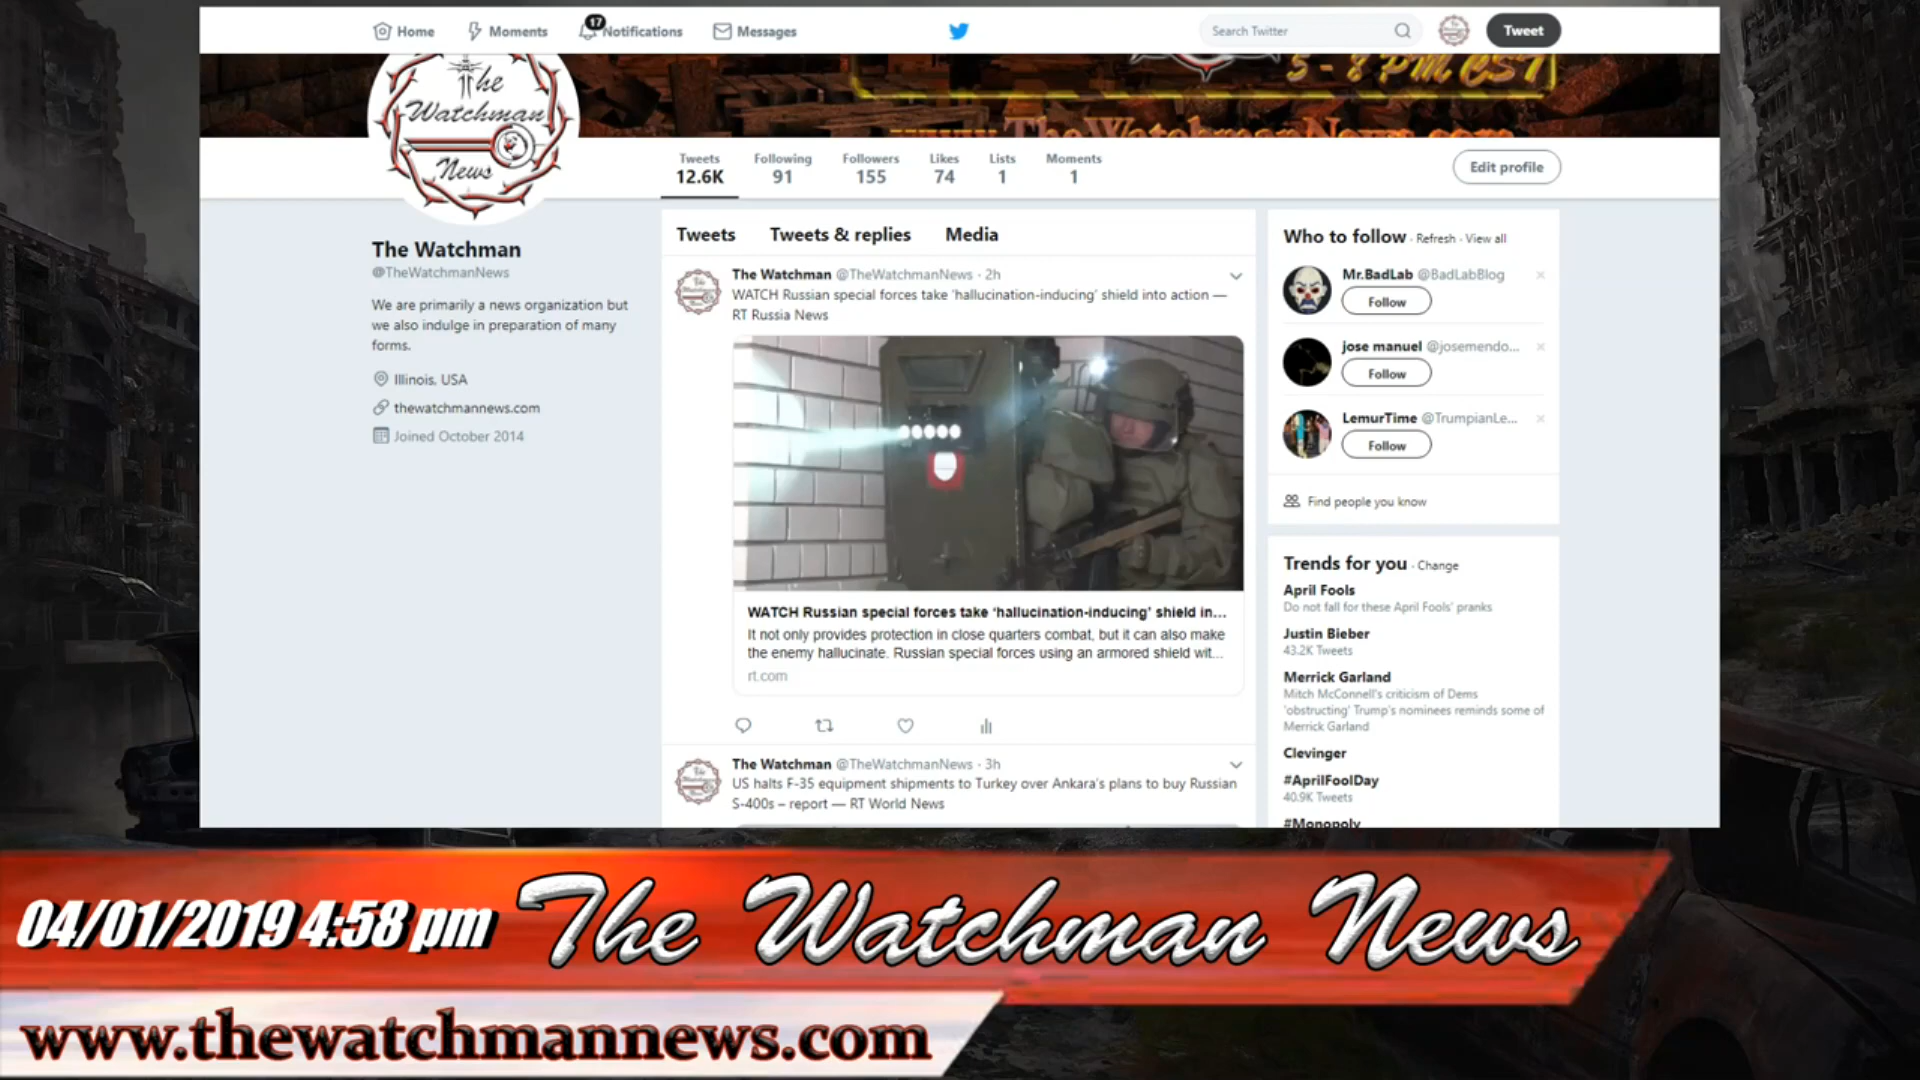 Home
Moments
17
Notifications
Messages
Search Twitter
Tweet
The
Watchman
News
5 - 8 PM CST
www.TheWatchmanNews.com
Tweets
12.6K
Following
91
Followers
155
Likes
74
Lists
1
Moments
1
Edit profile
The Watchman
@TheWatchmanNews
We are primarily a news organization but
we also indulge in preparation of many
forms.
Illinois, USA
thewatchmannews.com
Joined October 2014
Tweets
Tweets & replies
Media
The Watchman @TheWatchmanNews · 2h
WATCH Russian special forces take 'hallucination-inducing' shield into action —
RT Russia News
WATCH Russian special forces take ‘hallucination-inducing’ shield in...
It not only provides protection in close quarters combat, but it can also make
the enemy hallucinate. Russian special forces using an armored shield wit...
rt.com
The Watchman @TheWatchmanNews · 3h
US halts F-35 equipment shipments to Turkey over Ankara's plans to buy Russian
S-400s – report — RT World News
Who to follow · Refresh · View all
Mr.BadLab @BadLabBlog
Follow
jose manuel @josemendo...
Follow
LemurTime @TrumpianLe...
Follow
Find people you know
Trends for you · Change
April Fools
Do not fall for these April Fools' pranks
Justin Bieber
43.2K Tweets
Merrick Garland
Mitch McConnell's criticism of Dems
'obstructing' Trump's nominees reminds some of
Merrick Garland
Clevinger
#AprilFoolDay
40.9K Tweets
#Monopoly
04/01/2019 4:58 pm
The Watchman News
www.thewatchmannews.com